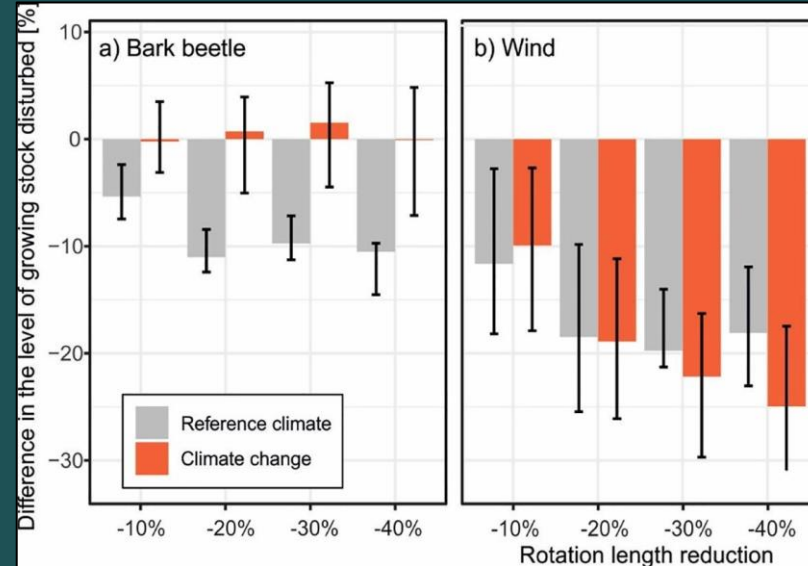 Difference in the level of growing stock disturbed [%]
a) Bark beetle
b) Wind
10
0
−10
−20
−30
Reference climate
Climate change
-10% -20% -30% -40%
-10% -20% -30% -40%
Rotation length reduction